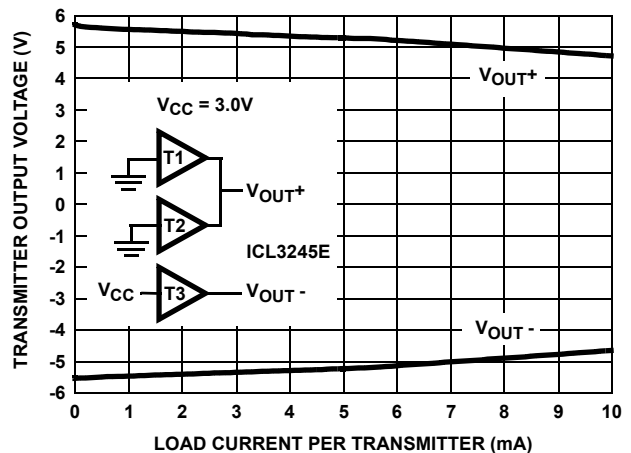 TRANSMITTER OUTPUT VOLTAGE (V)
6
5
4
3
2
1
0
-1
-2
-3
-4
-5
-6
VOUT+
VCC = 3.0V
T1
VOUT+
T2
ICL3245E
VCC
T3
VOUT -
VOUT -
0 1 2 3 4 5 6 7 8 9 10
LOAD CURRENT PER TRANSMITTER (mA)